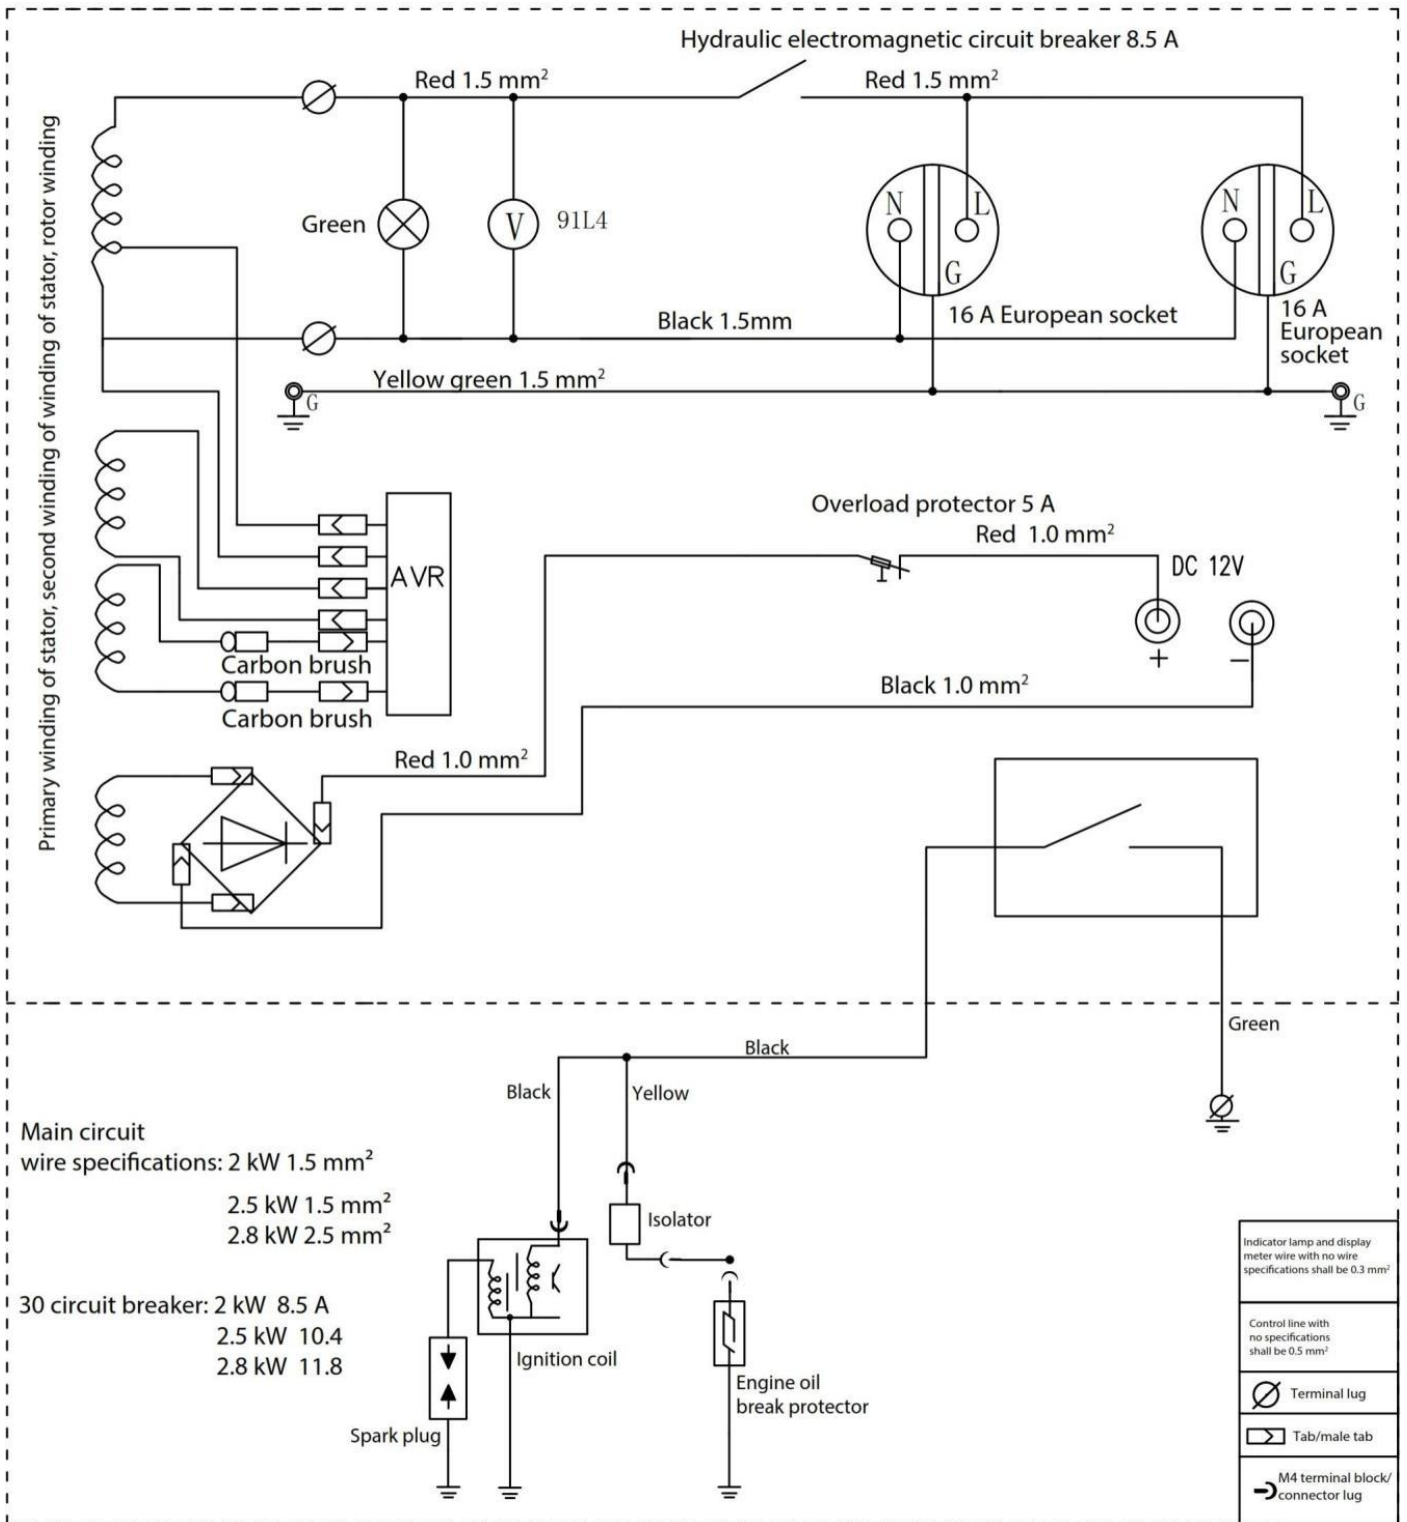 Hydraulic electromagnetic circuit breaker 8.5 A
Red 1.5 mm²
Red 1.5 mm²
Primary winding of stator, second winding of winding of stator, rotor winding
Green
V
91L4
N
L
G
N
L
G
16 A European socket
16 A
European
socket
Black 1.5mm
Yellow green 1.5 mm²
G
G
AVR
Carbon brush
Carbon brush
Overload protector 5 A
Red 1.0 mm²
DC 12V
+
−
Black 1.0 mm²
Red 1.0 mm²
Green
Black
Black
Yellow
Main circuit
wire specifications: 2 kW 1.5 mm²
2.5 kW 1.5 mm²
2.8 kW 2.5 mm²
30 circuit breaker: 2 kW 8.5 A
2.5 kW 10.4
2.8 kW 11.8
Isolator
Ignition coil
Spark plug
Engine oil
break protector
Indicator lamp and display
meter wire with no wire
specifications shall be 0.3 mm²
Control line with
no specifications
shall be 0.5 mm²
Terminal lug
Tab/male tab
M4 terminal block/
connector lug